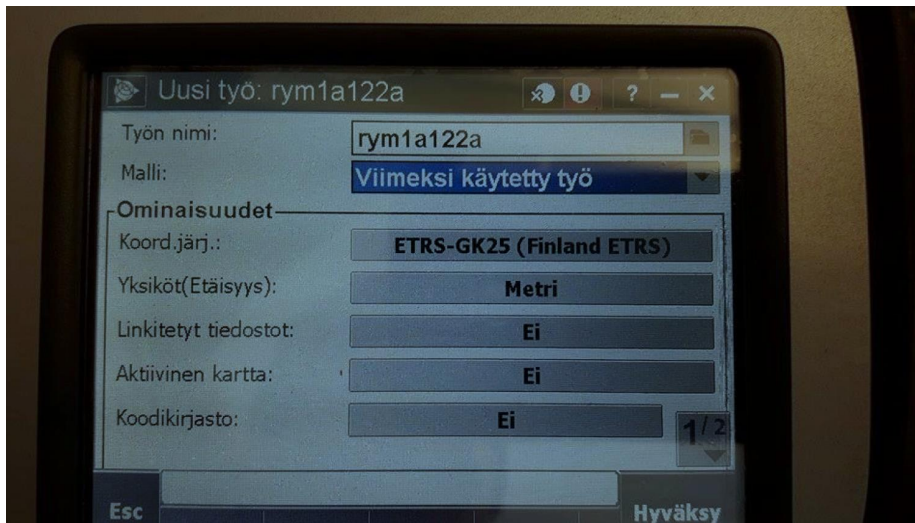 Uusi työ: rym1a122a ? — ×
Työn nimi: rym1a122a
Malli: Viimeksi käytetty työ
Ominaisuudet
Koord.järj.: ETRS-GK25 (Finland ETRS)
Yksiköt(Etäisyys): Metri
Linkitetyt tiedostot: Ei
Aktiivinen kartta: Ei
Koodikirjasto: Ei
1/2
Esc Hyväksy